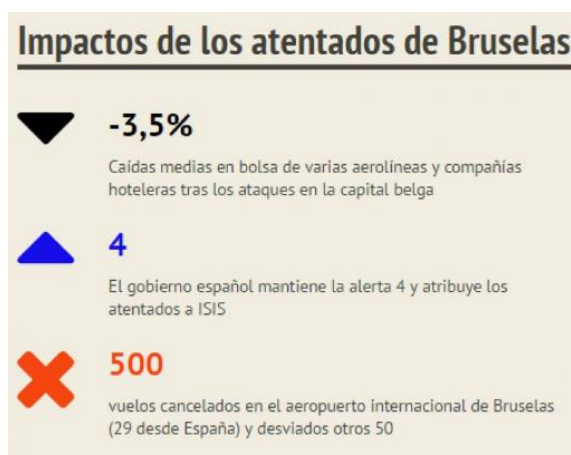 Impactos de los atentados de Bruselas
-3,5%
Caídas medias en bolsa de varias aerolíneas y compañías
hoteleras tras los ataques en la capital belga
4
El gobierno español mantiene la alerta 4 y atribuye los
atentados a ISIS
500
vuelos cancelados en el aeropuerto internacional de Bruselas
(29 desde España) y desviados otros 50